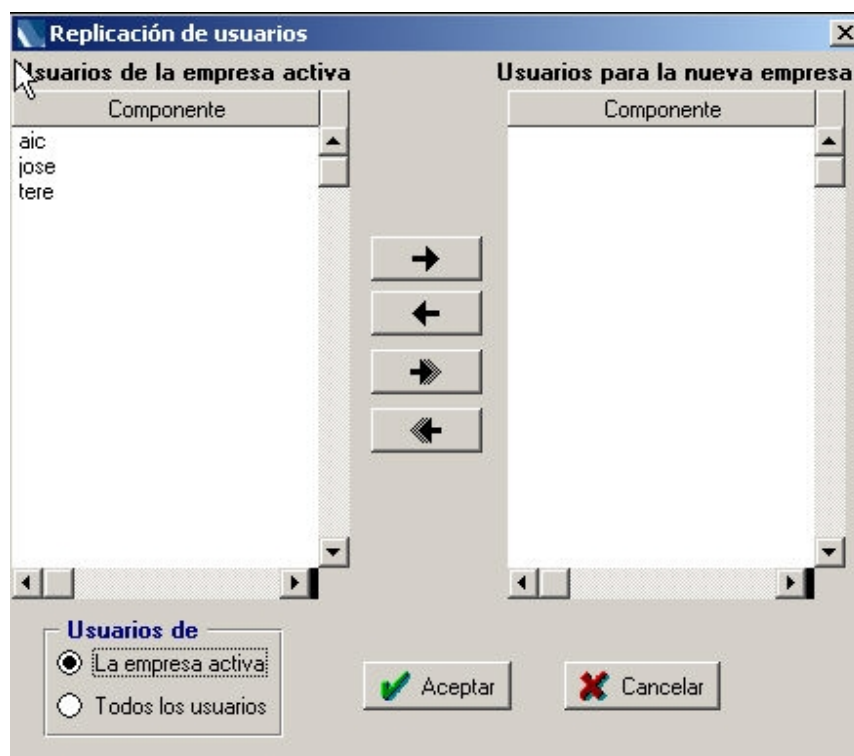 Replicación de usuarios
Usuarios de la empresa activa
Usuarios para la nueva empresa
Componente
Componente
aic
jose
tere
Usuarios de
La empresa activa
Todos los usuarios
Aceptar
Cancelar